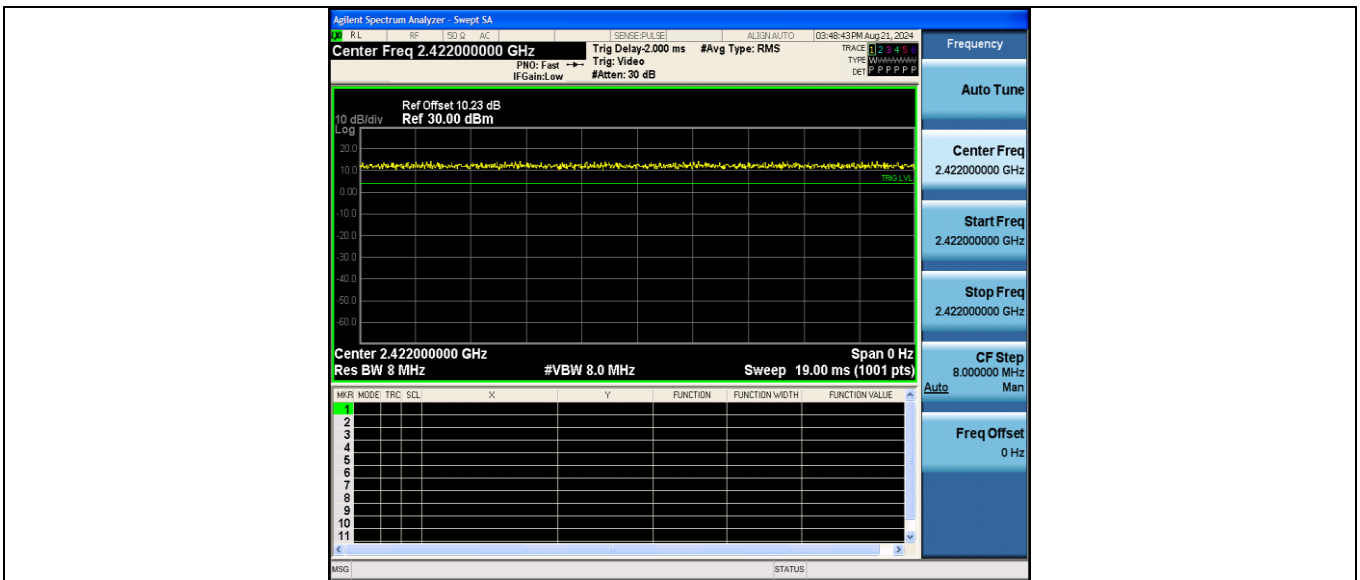 Agilent Spectrum Analyzer - Swept SA
RL RF 50 Ω AC SENSE:PULSE ALIGN AUTO 03:48:43 PM Aug 21, 2024
Center Freq 2.422000000 GHz
Trig Delay-2.000 ms #Avg Type: RMS TRACE 1 2 3 4 5 6
PNO: Fast Trig: Video TYPE WWWWWW
IFGain:Low #Atten: 30 dB DET P P P P P P
Ref Offset 10.23 dB
10 dB/div Ref 30.00 dBm
Log
20.0
10.0
TRIG LVL
0.00
-10.0
-20.0
-30.0
-40.0
-50.0
-60.0
Center 2.422000000 GHz Span 0 Hz
Res BW 8 MHz #VBW 8.0 MHz Sweep 19.00 ms (1001 pts)
MKR MODE TRC SCL X Y FUNCTION FUNCTION WIDTH FUNCTION VALUE
1
2
3
4
5
6
7
8
9
10
11
MSG STATUS
Frequency
Auto Tune
Center Freq
2.422000000 GHz
Start Freq
2.422000000 GHz
Stop Freq
2.422000000 GHz
CF Step
8.000000 MHz
Auto Man
Freq Offset
0 Hz